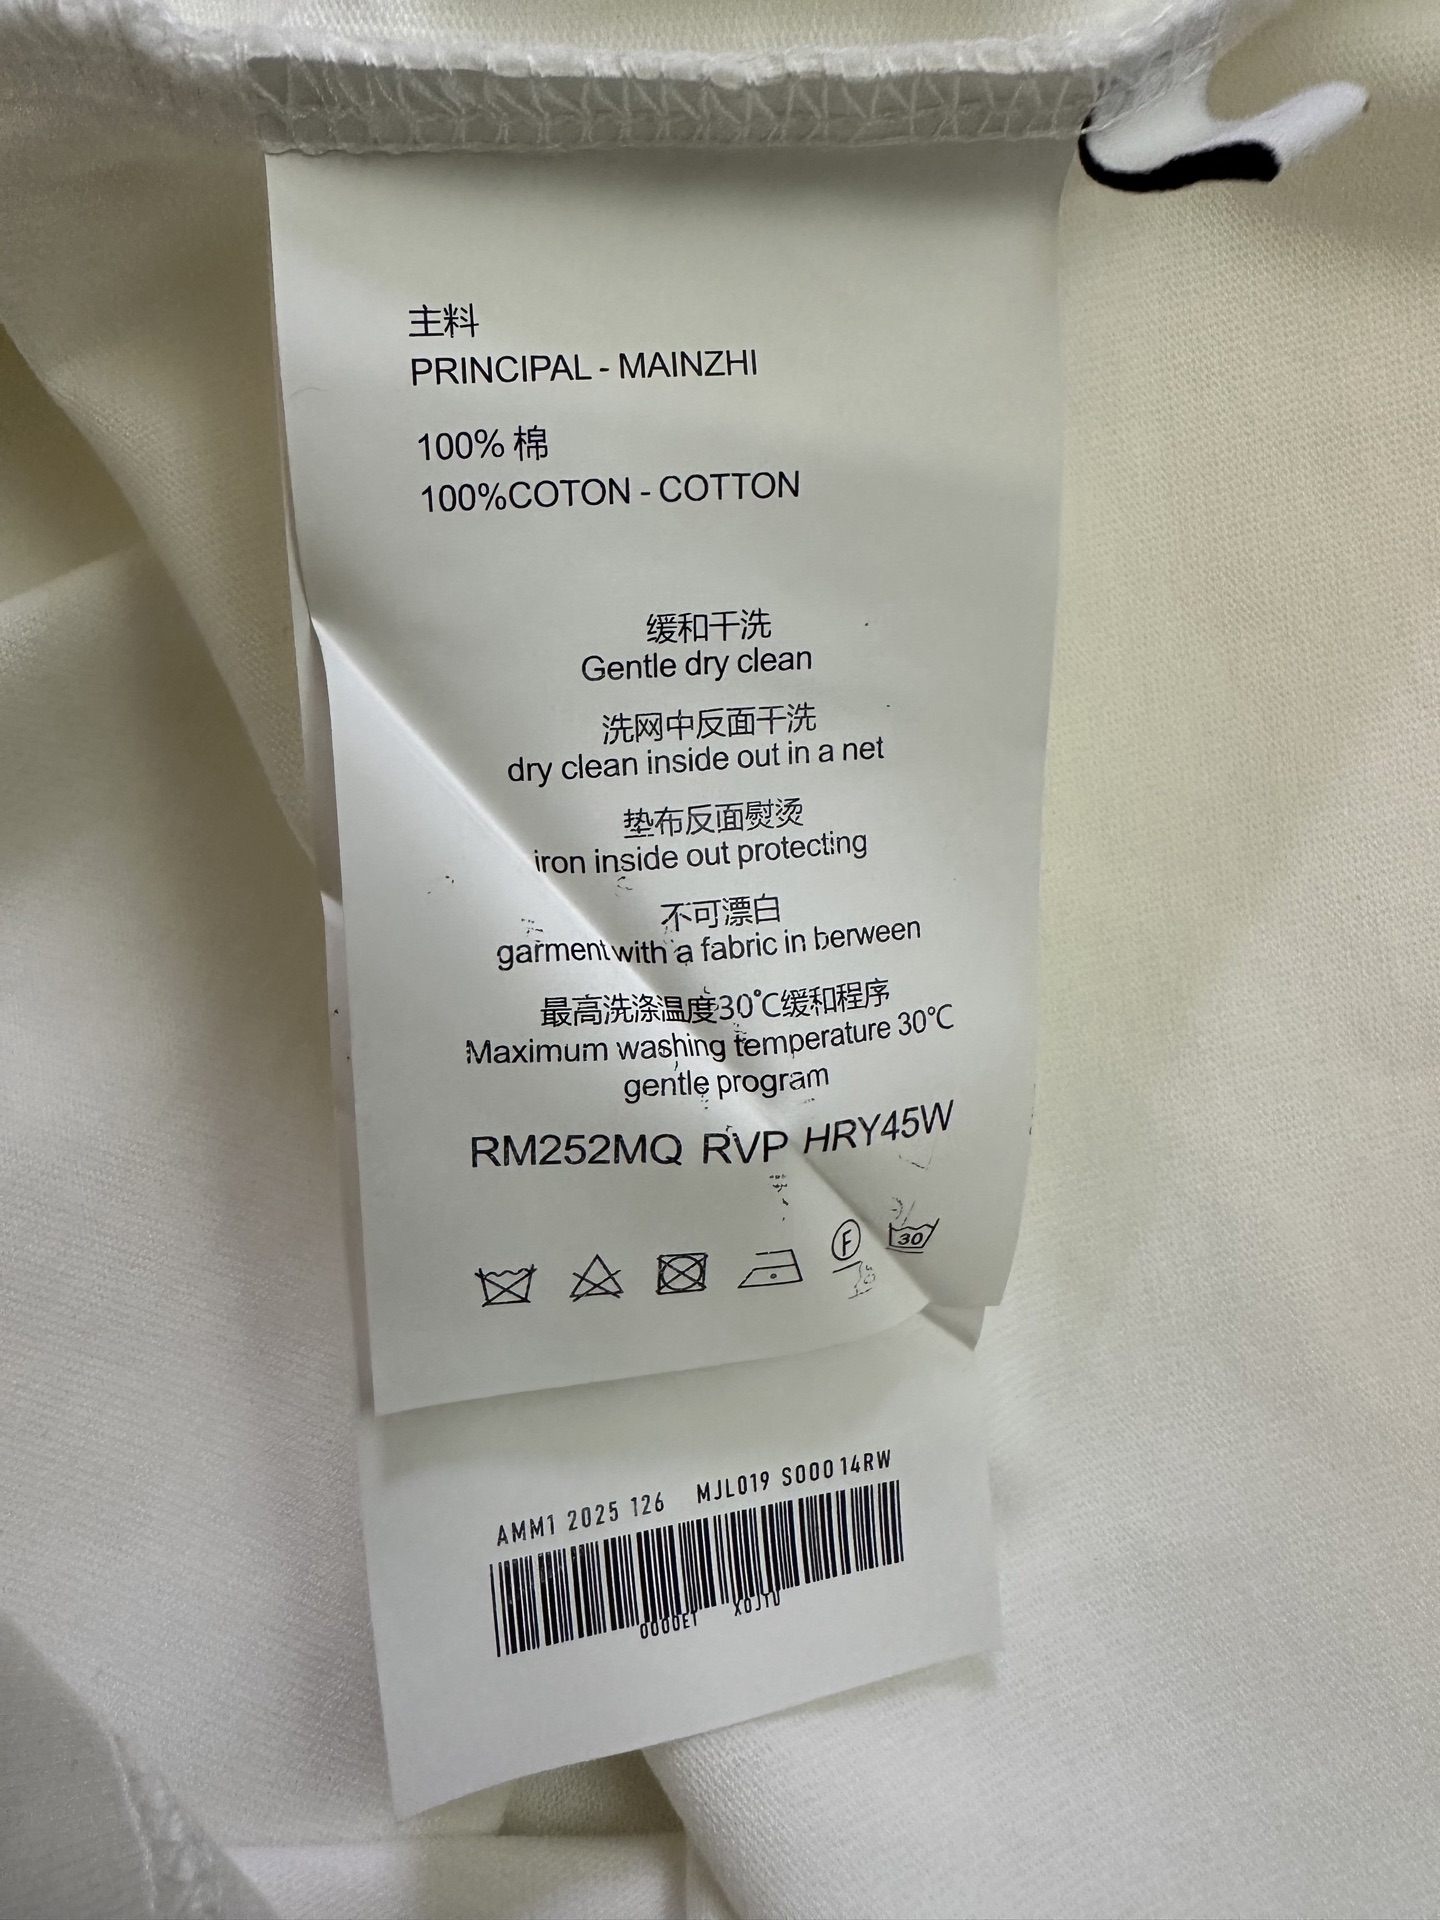 主料
PRINCIPAL - MAINZHI
100% 棉
100%COTON - COTTON
缓和干洗
Gentle dry clean
洗网中反面干洗
dry clean inside out in a net
垫布反面熨烫
iron inside out protecting
不可漂白
garment with a fabric in berween
最高洗涤温度30℃缓和程序
Maximum washing temperature 30℃
gentle program
RM252MQ RVP HRY45W
F
30
AMM1 2025 126 MJL019 S00014RW
0000E1 X0JYU